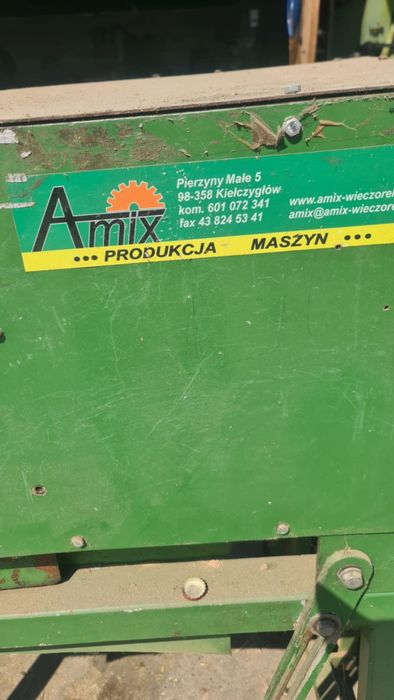 Amix
Pierzyny Małe 5
98-358 Kiełczygłów
kom. 601 072 341
fax 43 824 53 41
www.amix-wieczorek
amix@amix-wieczore
••• PRODUKCJA MASZYN •••